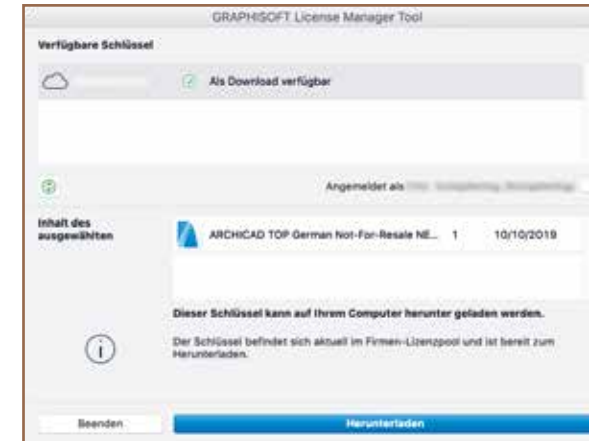 GRAPHISOFT License Manager Tool
Verfügbare Schlüssel
Als Download verfügbar
Angemeldet als
Inhalt des
ausgewählten
ARCHICAD TOP German Not-For-Resale NE... 1 10/10/2019
Dieser Schlüssel kann auf Ihrem Computer herunter geladen werden.
Der Schlüssel befindet sich aktuell im Firmen-Lizenzpool und ist bereit zum
Herunterladen.
Beenden
Herunterladen